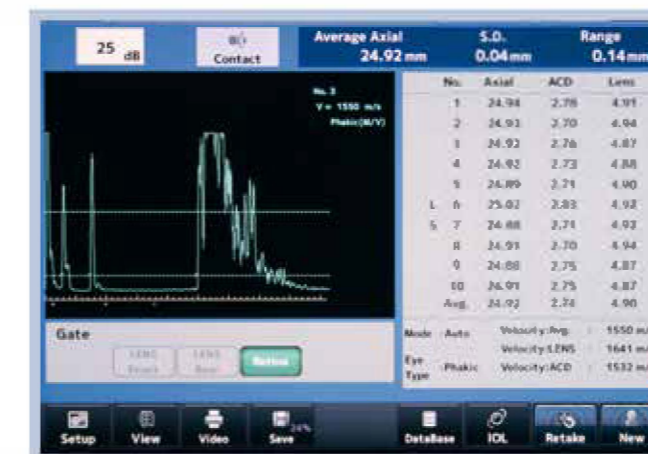 25 dB
Contact
Average Axial 24.92 mm
S.D. 0.04 mm
Range 0.14 mm
No. 3
V = 1550 m/s
Phakic(M/Y)
No. Axial ACD Lens
1 24.94 2.78 4.91
2 24.93 2.70 4.94
3 24.92 2.76 4.87
4 24.92 2.73 4.88
5 24.89 2.71 4.90
L 6 25.02 2.83 4.92
S 7 24.88 2.71 4.93
8 24.91 2.70 4.94
9 24.88 2.75 4.87
10 24.91 2.75 4.87
Avg. 24.92 2.74 4.90
Gate
LENS
LENS
Retina
Mode Auto Velocity:Avg. : 1550 m/
Velocity:LENS 1641 m/
Eye Type Phakic Velocity:ACD : 1532 m/
Setup
View
Video
Save
24%
DataBase
IOL
Retake
New